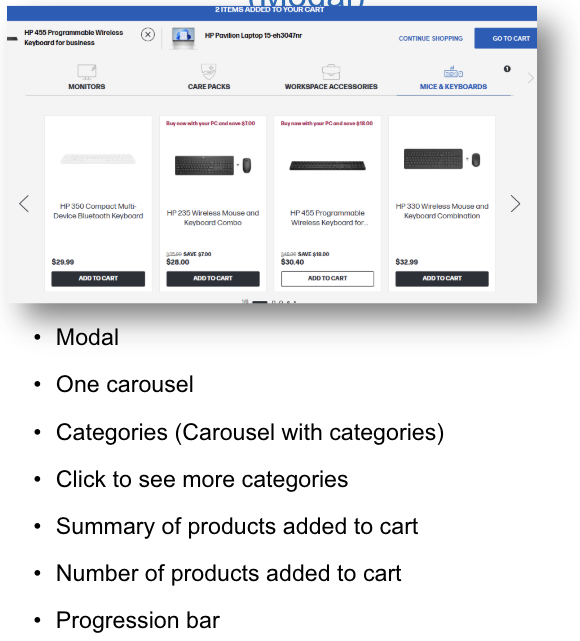 (Modal)
2 ITEMS ADDED TO YOUR CART
HP 455 Programmable Wireless
Keyboard for business
HP Pavilion Laptop 15-eh3047nr
CONTINUE SHOPPING
GO TO CART
MONITORS
CARE PACKS
WORKSPACE ACCESSORIES
MICE & KEYBOARDS
1
HP 350 Compact Multi-
Device Bluetooth Keyboard
$29.99
ADD TO CART
Buy now with your PC and save $7.00
HP 235 Wireless Mouse and
Keyboard Combo
$35.00 SAVE $7.00
$28.00
ADD TO CART
Buy now with your PC and save $18.00
HP 455 Programmable
Wireless Keyboard for...
SAVE $18.00
$30.40
ADD TO CART
HP 330 Wireless Mouse and
Keyboard Combination
$32.99
ADD TO CART
• Modal
• One carousel
• Categories (Carousel with categories)
• Click to see more categories
• Summary of products added to cart
• Number of products added to cart
• Progression bar